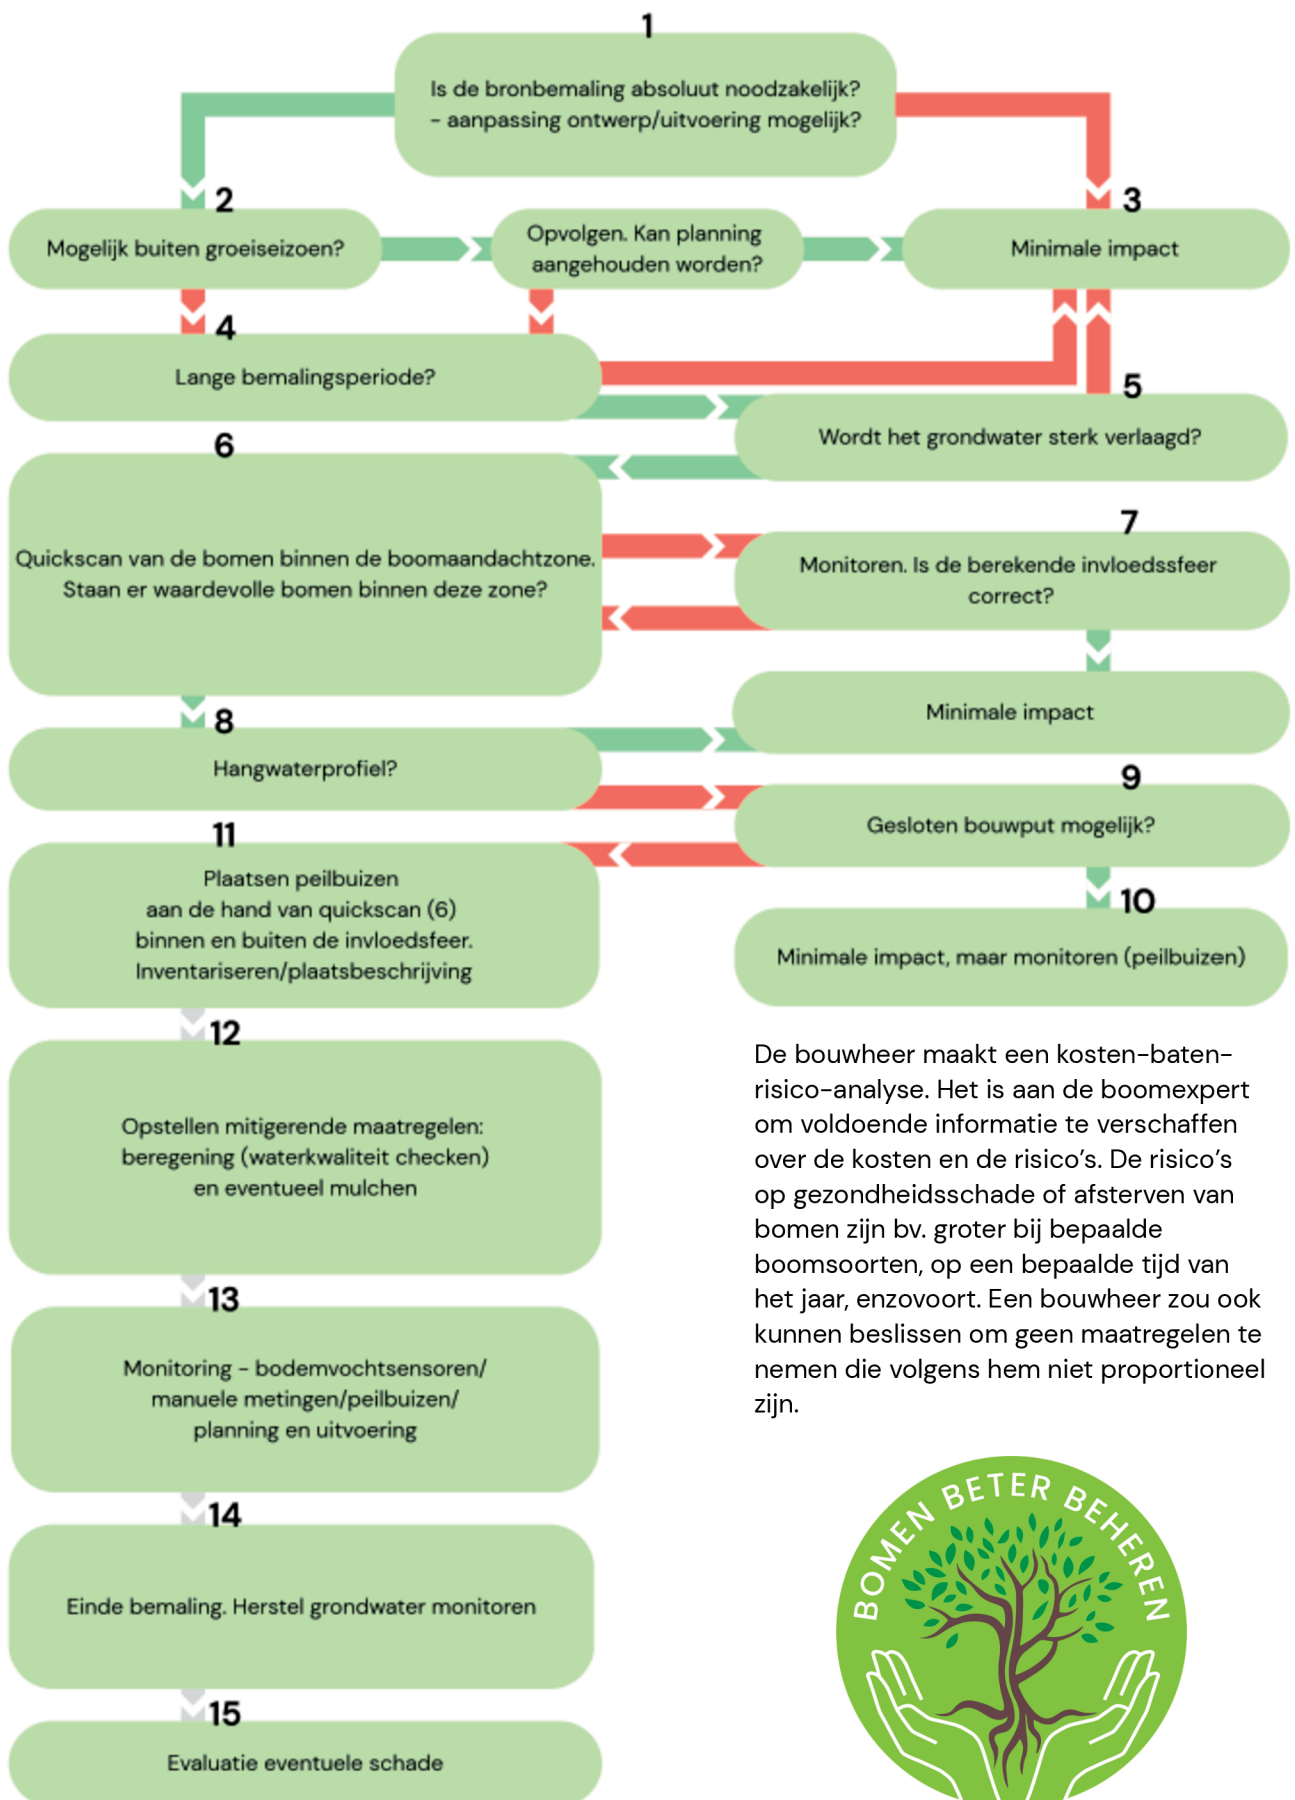 1
Is de bronbemaling absoluut noodzakelijk?
- aanpassing ontwerp/uitvoering mogelijk?
2
Mogelijk buiten groeiseizoen?
Opvolgen. Kan planning
aangehouden worden?
3
Minimale impact
4
Lange bemalingsperiode?
5
Wordt het grondwater sterk verlaagd?
6
Quickscan van de bomen binnen de boomaandachtzone.
Staan er waardevolle bomen binnen deze zone?
7
Monitoren. Is de berekende invloedssfeer
correct?
Minimale impact
8
Hangwaterprofiel?
9
Gesloten bouwput mogelijk?
10
Minimale impact, maar monitoren (peilbuizen)
11
Plaatsen peilbuizen
aan de hand van quickscan (6)
binnen en buiten de invloedsfeer.
Inventariseren/plaatsbeschrijving
12
Opstellen mitigerende maatregelen:
beregening (waterkwaliteit checken)
en eventueel mulchen
13
Monitoring - bodemvochtsensoren/
manuele metingen/peilbuizen/
planning en uitvoering
14
Einde bemaling. Herstel grondwater monitoren
15
Evaluatie eventuele schade
De bouwheer maakt een kosten-baten-
risico-analyse. Het is aan de boomexpert
om voldoende informatie te verschaffen
over de kosten en de risico's. De risico's
op gezondheidsschade of afsterven van
bomen zijn bv. groter bij bepaalde
boomsoorten, op een bepaalde tijd van
het jaar, enzovoort. Een bouwheer zou ook
kunnen beslissen om geen maatregelen te
nemen die volgens hem niet proportioneel
zijn.
BOMEN BETER BEHEREN